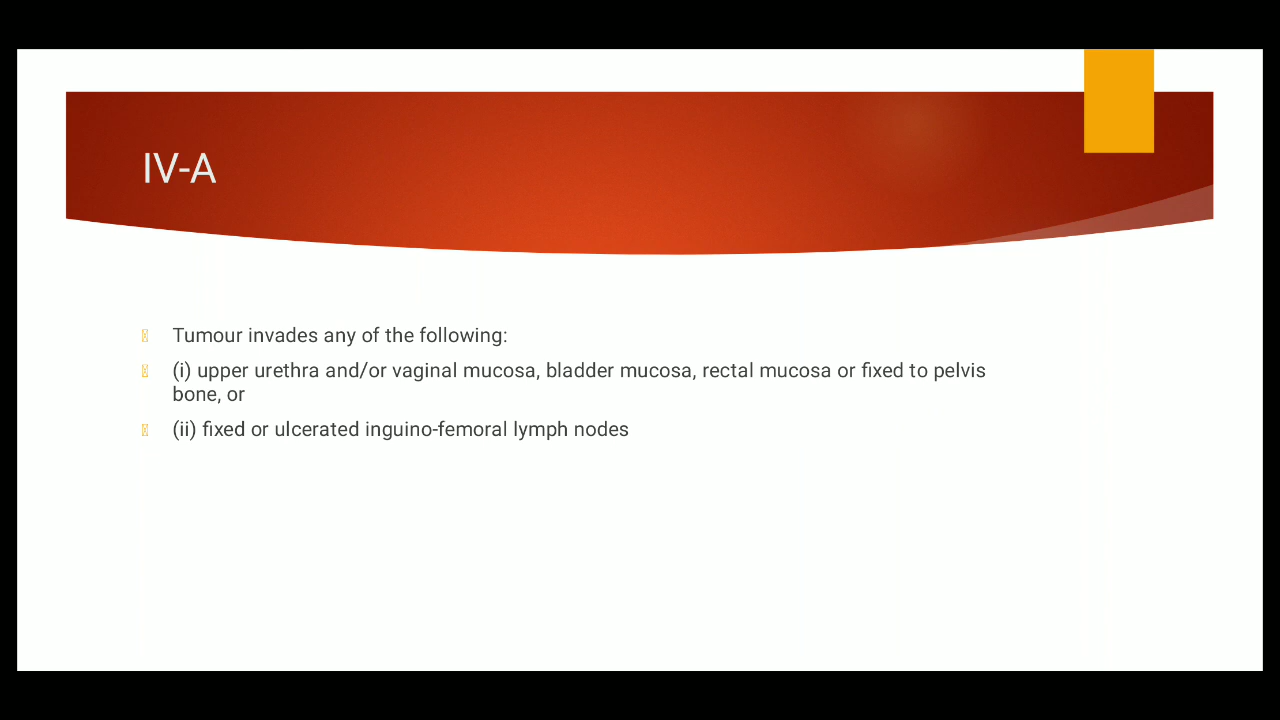 IV-A
Tumour invades any of the following:
(i) upper urethra and/or vaginal mucosa, bladder mucosa, rectal mucosa or fixed to pelvis
bone, or
(ii) fixed or ulcerated inguino-femoral lymph nodes